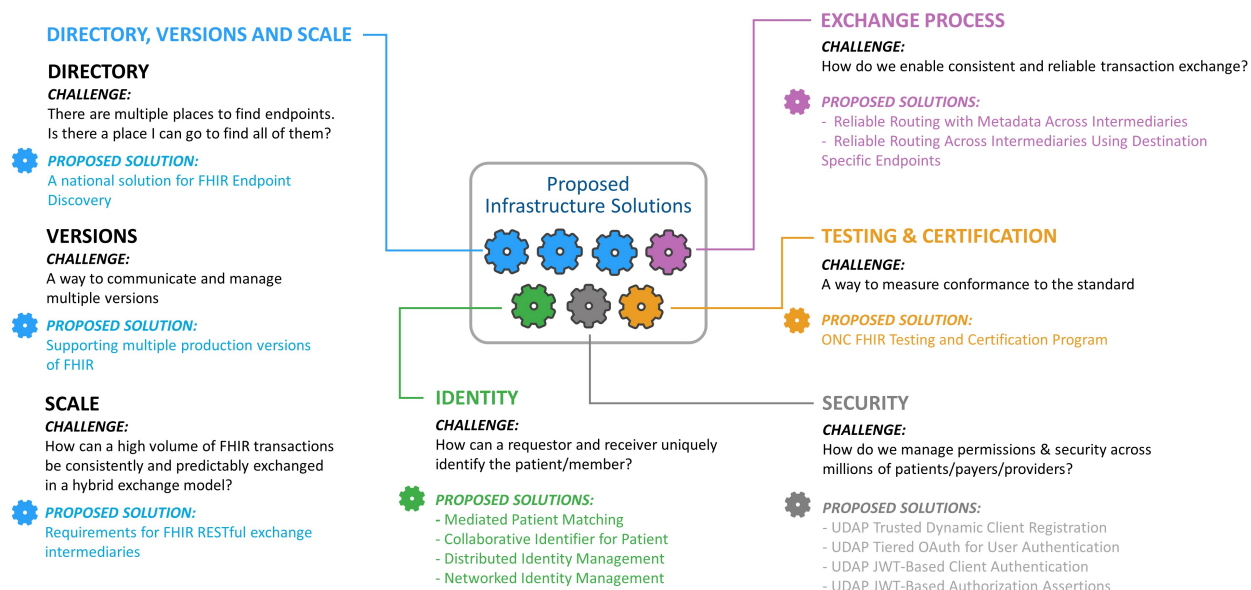 DIRECTORY, VERSIONS AND SCALE
DIRECTORY
CHALLENGE:
There are multiple places to find endpoints.
Is there a place I can go to find all of them?
PROPOSED SOLUTION:
A national solution for FHIR Endpoint
Discovery
VERSIONS
CHALLENGE:
A way to communicate and manage
multiple versions
PROPOSED SOLUTION:
Supporting multiple production versions
of FHIR
SCALE
CHALLENGE:
How can a high volume of FHIR transactions
be consistently and predictably exchanged
in a hybrid exchange model?
PROPOSED SOLUTION:
Requirements for FHIR RESTful exchange
intermediaries
Proposed
Infrastructure Solutions
IDENTITY
CHALLENGE:
How can a requestor and receiver uniquely
identify the patient/member?
PROPOSED SOLUTIONS:
- Mediated Patient Matching
- Collaborative Identifier for Patient
- Distributed Identity Management
- Networked Identity Management
EXCHANGE PROCESS
CHALLENGE:
How do we enable consistent and reliable transaction exchange?
PROPOSED SOLUTIONS:
- Reliable Routing with Metadata Across Intermediaries
- Reliable Routing Across Intermediaries Using Destination
Specific Endpoints
TESTING & CERTIFICATION
CHALLENGE:
A way to measure conformance to the standard
PROPOSED SOLUTION:
ONC FHIR Testing and Certification Program
SECURITY
CHALLENGE:
How do we manage permissions & security across
millions of patients/payers/providers?
PROPOSED SOLUTIONS:
- UDAP Trusted Dynamic Client Registration
- UDAP Tiered OAuth for User Authentication
- UDAP JWT-Based Client Authentication
- UDAP JWT-Based Authorization Assertions